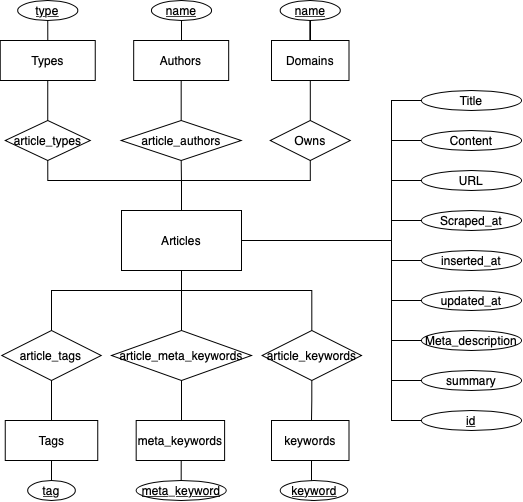 type
name
name
Types
Authors
Domains
Title
article_types
article_authors
Owns
Content
URL
Scraped_at
Articles
inserted_at
updated_at
article_tags
article_meta_keywords
article_keywords
Meta_description
summary
id
Tags
meta_keywords
keywords
tag
meta_keyword
keyword